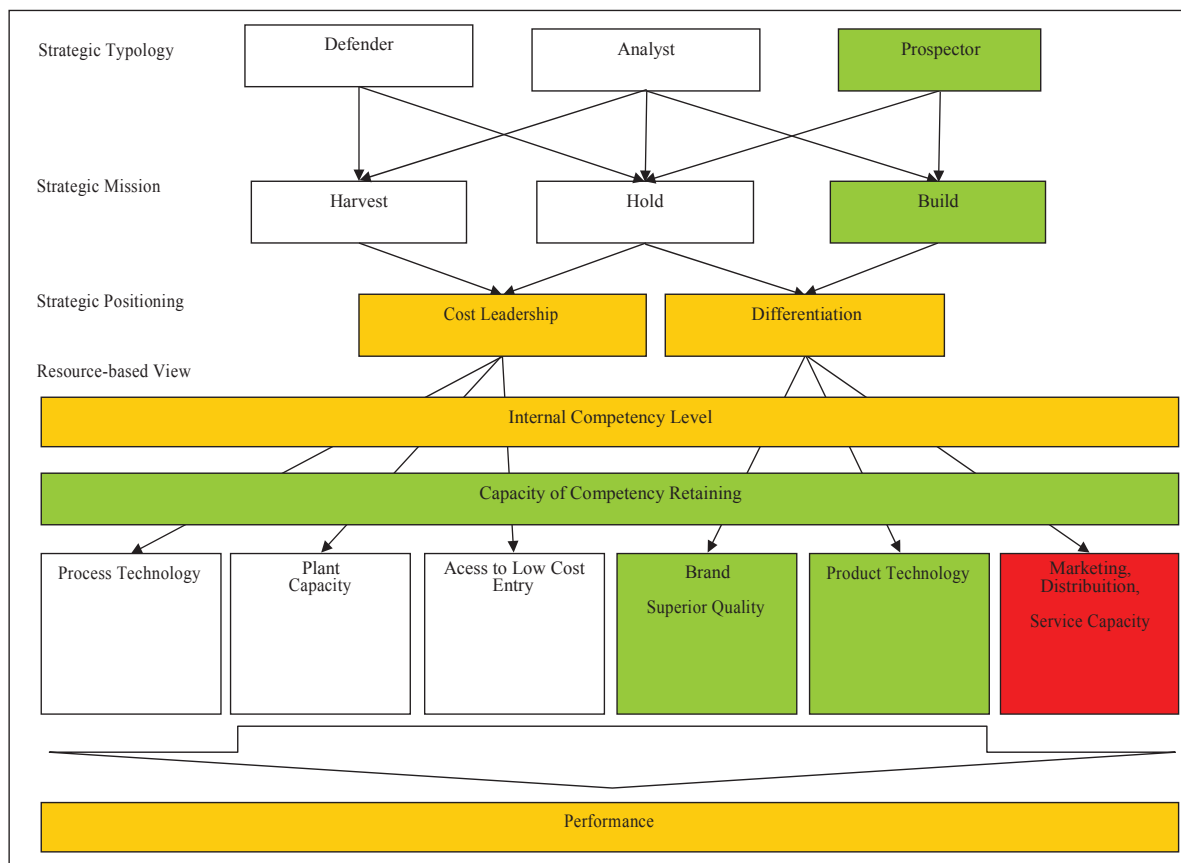 Strategic Typology
Defender
Analyst
Prospector
Strategic Mission
Harvest
Hold
Build
Strategic Positioning
Cost Leadership
Differentiation
Resource-based View
Internal Competency Level
Capacity of Competency Retaining
Process Technology
Plant
Capacity
Acess to Low Cost
Entry
Brand
Superior Quality
Product Technology
Marketing,
Distribuition,
Service Capacity
Performance